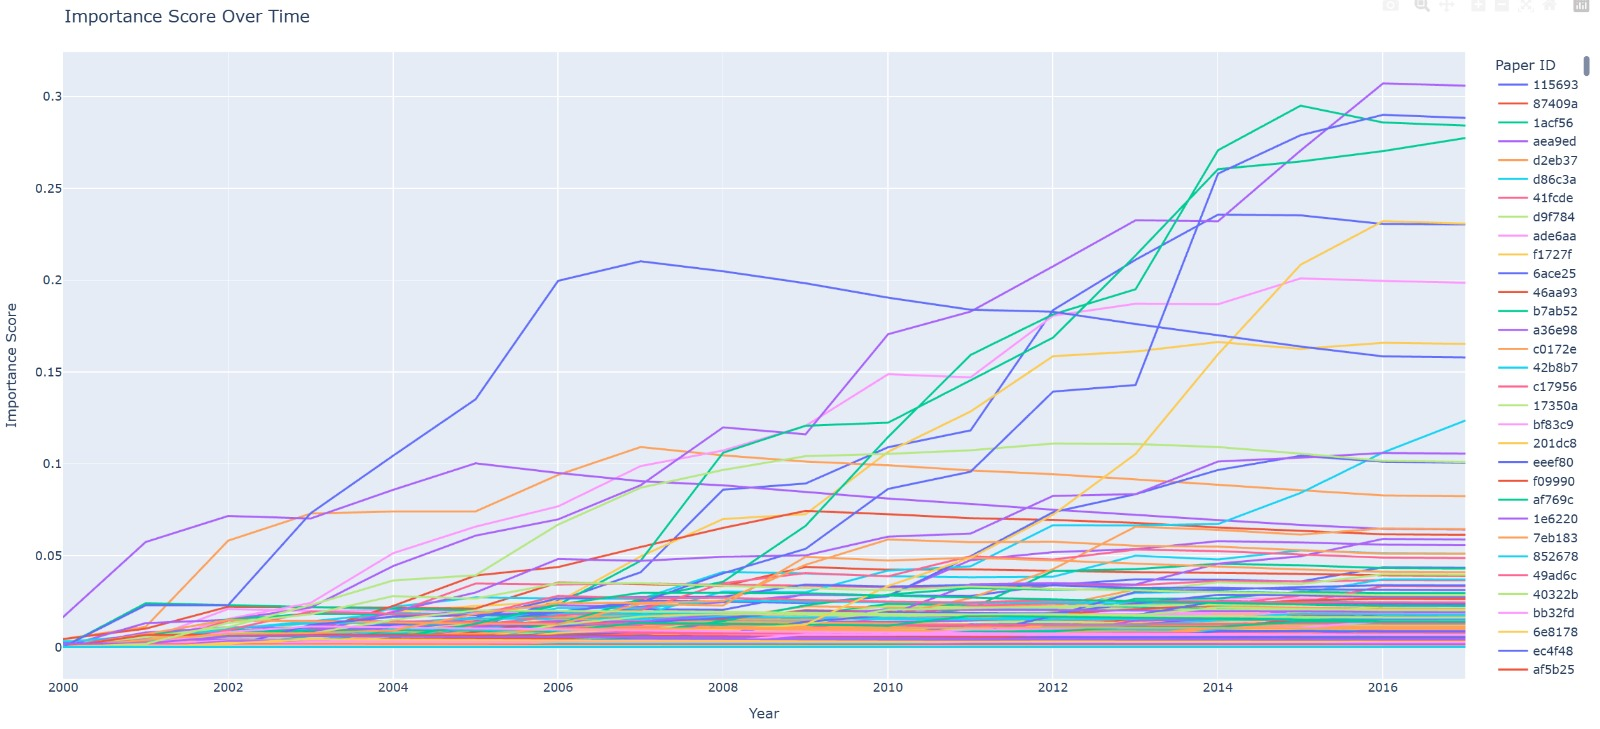 Importance Score Over Time
Importance Score
0.3
0.25
0.2
0.15
0.1
0.05
0
2000
2002
2004
2006
2008
2010
2012
2014
2016
Year
Paper ID
115693
87409a
1acf56
aea9ed
d2eb37
d86c3a
41fcde
d9f784
ade6aa
f1727f
6ace25
46aa93
b7ab52
a36e98
c0172e
42b8b7
c17956
17350a
bf83c9
201dc8
eeef80
f09990
af769c
1e6220
7eb183
852678
49ad6c
40322b
bb32fd
6e8178
ec4f48
af5b25